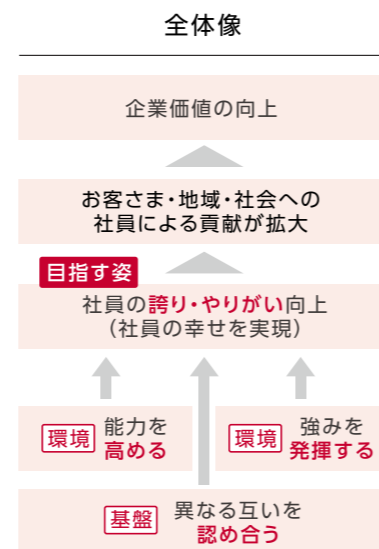 全体像
企業価値の向上
お客さま・地域・社会への
社員による貢献が拡大
目指す姿
社員の誇り・やりがい向上
（社員の幸せを実現）
環境
能力を
高める
環境
強みを
発揮する
基盤
異なる互いを
認め合う